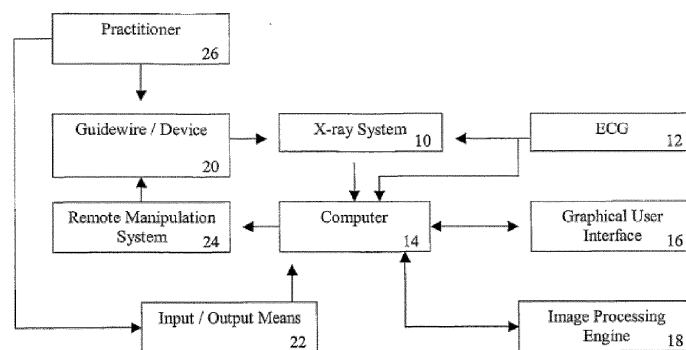 Practitioner
26
Guidewire / Device
20
X-ray System
10
ECG
12
Remote Manipulation
System
24
Computer
14
Graphical User
Interface
16
Input / Output Means
22
Image Processing
Engine
18